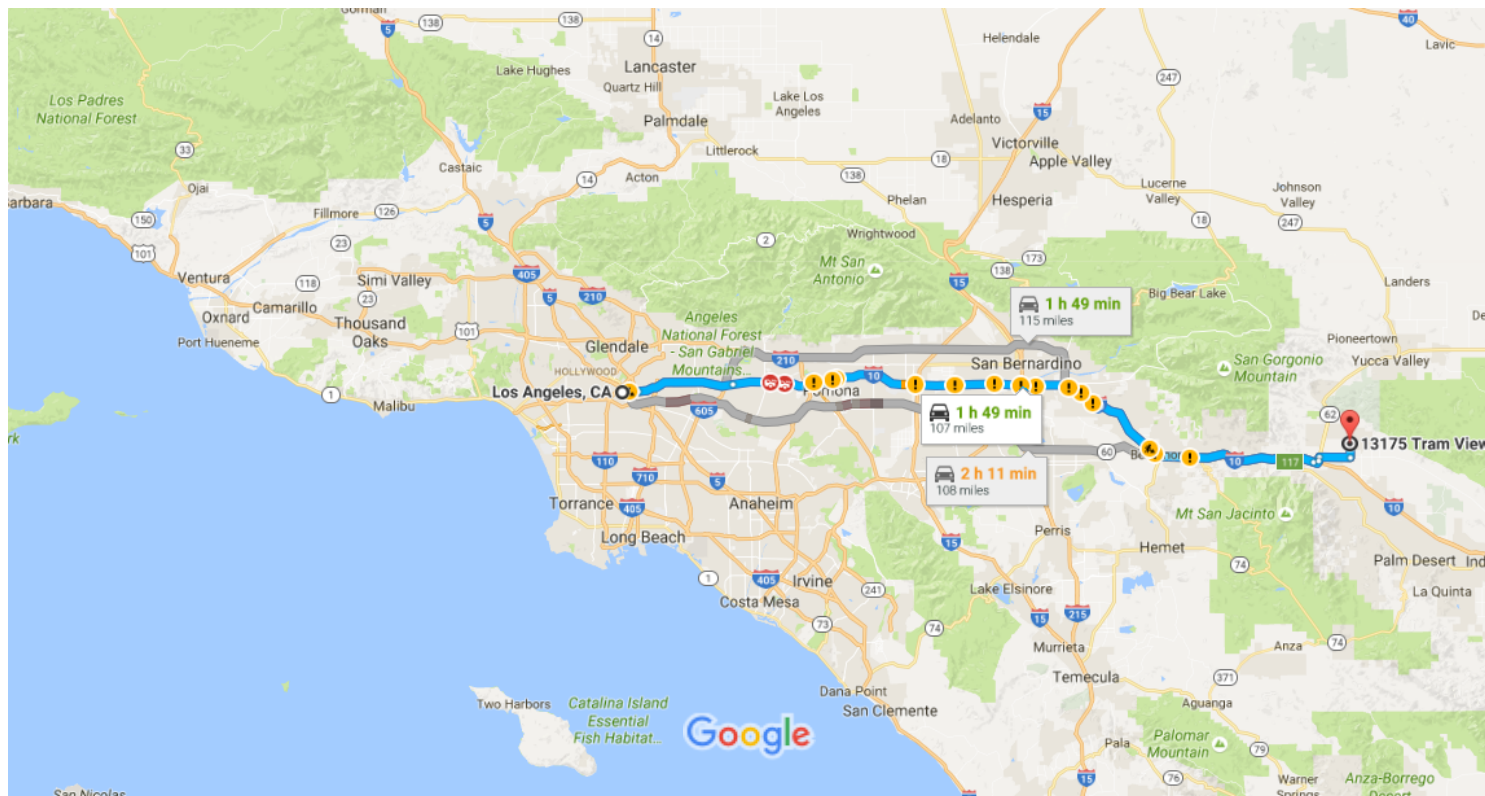 Gorman
138
138
5
14
40
Lavic
Helendale
Lancaster
Lake Hughes
Quartz Hill
247
Los Padres
National Forest
Lake Los
Angeles
15
Adelanto
Palmdale
Victorville
Littlerock
Apple Valley
33
18
Castaic
14
Acton
138
Ojai
Phelan
Hesperia
Lucerne
Valley
Johnson
Valley
arbara
150
Fillmore
126
5
18
247
101
23
2
Wrightwood
173
138
Mt San
Antonio
Ventura
118
Simi Valley
405
5
210
15
Landers
Camarillo
23
Big Bear Lake
Oxnard
Thousand
Oaks
101
Angeles
National Forest
- San Gabriel
Mountains...
1 h 49 min
115 miles
De
Port Hueneme
Glendale
Pioneertown
HOLLYWOOD
210
San Bernardino
San Gorgonio
Mountain
Yucca Valley
10
Los Angeles, CA
1
Malibu
Pomona
605
1 h 49 min
107 miles
62
rk
13175 Tram View
60
10
117
110
710
5
2 h 11 min
108 miles
Torrance
405
Anaheim
10
Mt San Jacinto
Long Beach
Perris
15
Hemet
Palm Desert
Ind
1
405
Irvine
241
74
Costa Mesa
Lake Elsinore
La Quinta
73
74
15
215
Anza
74
Murrieta
Temecula
371
Dana Point
San Clemente
Aguanga
Two Harbors
Catalina Island
Essential
Fish Habitat...
Google
Palomar
Mountain
Pala
79
15
76
Warner
Springs
Anza-Borrego
Desert
San Nicolas